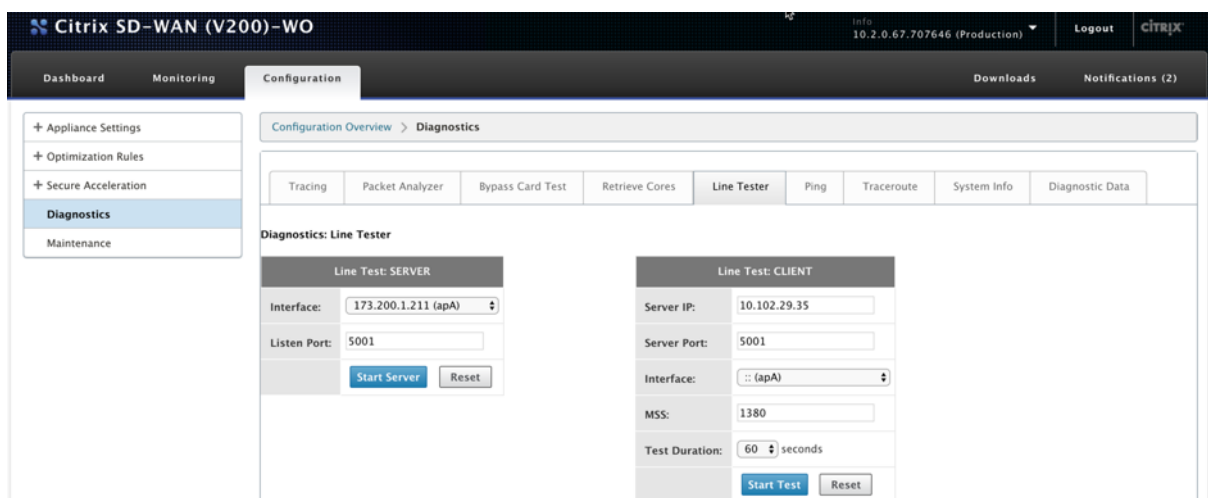 Citrix SD-WAN (V200)-WO
Info
10.2.0.67.707646 (Production)
Logout
CITRIX
Dashboard
Monitoring
Configuration
Downloads
Notifications (2)
+ Appliance Settings
+ Optimization Rules
+ Secure Acceleration
Diagnostics
Maintenance
Configuration Overview > Diagnostics
Tracing
Packet Analyzer
Bypass Card Test
Retrieve Cores
Line Tester
Ping
Traceroute
System Info
Diagnostic Data
Diagnostics: Line Tester
Line Test: SERVER
Interface: 173.200.1.211 (apA)
Listen Port: 5001
Start Server
Reset
Line Test: CLIENT
Server IP: 10.102.29.35
Server Port: 5001
Interface: :: (apA)
MSS: 1380
Test Duration: 60 seconds
Start Test
Reset